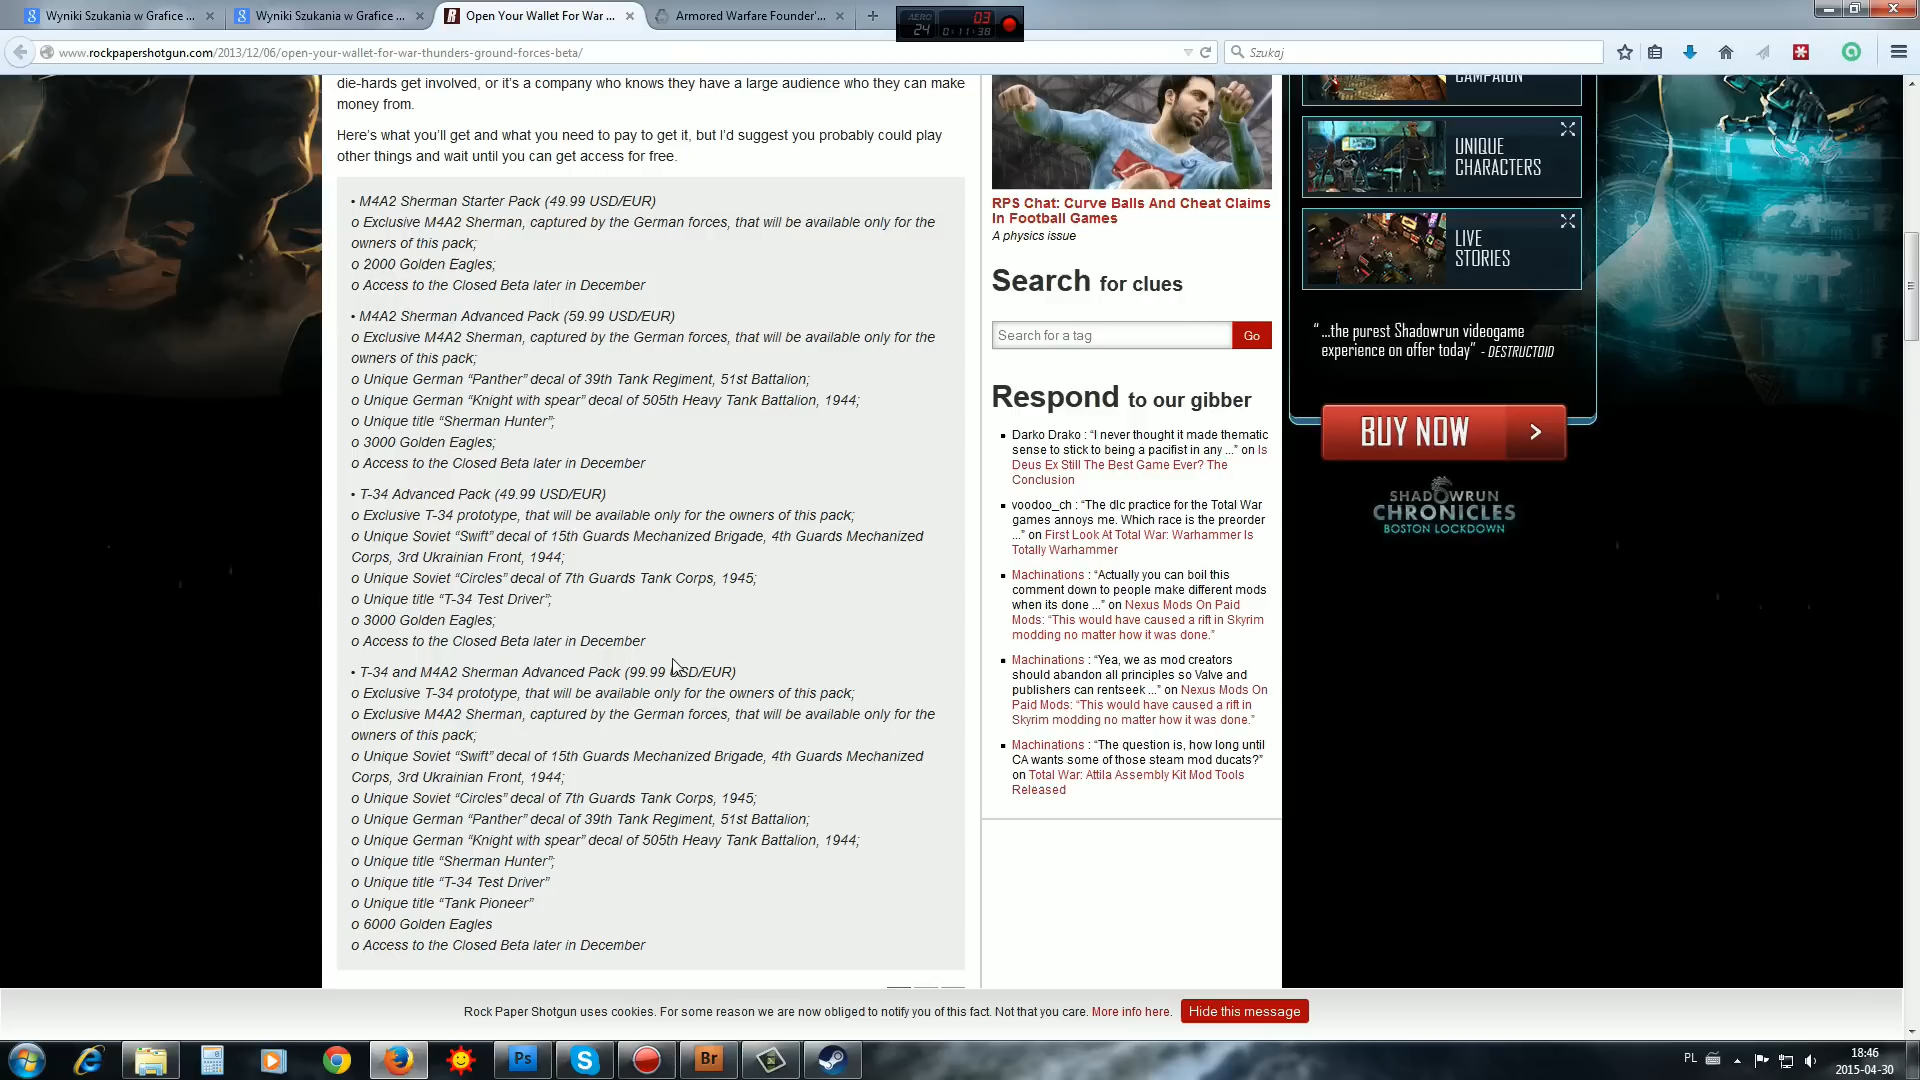 Wyniki Szukania w Grafice ...
Wyniki Szukania w Grafice ...
Open Your Wallet For War ...
Armored Warfare Founder'...
AERO
24
03
0:11:38
www.rockpapershotgun.com/2013/12/06/open-your-wallet-for-war-thunders-ground-forces-beta/
Szukaj
die-hards get involved, or it's a company who knows they have a large audience who they can make
money from.
Here's what you'll get and what you need to pay to get it, but I'd suggest you probably could play
other things and wait until you can get access for free.
• M4A2 Sherman Starter Pack (49.99 USD/EUR)
o Exclusive M4A2 Sherman, captured by the German forces, that will be available only for the
owners of this pack;
o 2000 Golden Eagles;
o Access to the Closed Beta later in December
• M4A2 Sherman Advanced Pack (59.99 USD/EUR)
o Exclusive M4A2 Sherman, captured by the German forces, that will be available only for the
owners of this pack;
o Unique German “Panther” decal of 39th Tank Regiment, 51st Battalion;
o Unique German “Knight with spear” decal of 505th Heavy Tank Battalion, 1944;
o Unique title “Sherman Hunter”;
o 3000 Golden Eagles;
o Access to the Closed Beta later in December
• T-34 Advanced Pack (49.99 USD/EUR)
o Exclusive T-34 prototype, that will be available only for the owners of this pack;
o Unique Soviet “Swift” decal of 15th Guards Mechanized Brigade, 4th Guards Mechanized
Corps, 3rd Ukrainian Front, 1944;
o Unique Soviet “Circles” decal of 7th Guards Tank Corps, 1945;
o Unique title “T-34 Test Driver”;
o 3000 Golden Eagles;
o Access to the Closed Beta later in December
• T-34 and M4A2 Sherman Advanced Pack (99.99 USD/EUR)
o Exclusive T-34 prototype, that will be available only for the owners of this pack;
o Exclusive M4A2 Sherman, captured by the German forces, that will be available only for the
owners of this pack;
o Unique Soviet “Swift” decal of 15th Guards Mechanized Brigade, 4th Guards Mechanized
Corps, 3rd Ukrainian Front, 1944;
o Unique Soviet “Circles” decal of 7th Guards Tank Corps, 1945;
o Unique German “Panther” decal of 39th Tank Regiment, 51st Battalion;
o Unique German “Knight with spear” decal of 505th Heavy Tank Battalion, 1944;
o Unique title “Sherman Hunter”;
o Unique title “T-34 Test Driver”
o Unique title “Tank Pioneer”
o 6000 Golden Eagles
o Access to the Closed Beta later in December
RPS Chat: Curve Balls And Cheat Claims
In Football Games
A physics issue
Search for clues
Search for a tag
Go
Respond to our gibber
Darko Drako : “I never thought it made thematic
sense to stick to being a pacifist in any ...” on Is
Deus Ex Still The Best Game Ever? The
Conclusion
voodoo_ch : “The dlc practice for the Total War
games annoys me. Which race is the preorder
...” on First Look At Total War: Warhammer Is
Totally Warhammer
Machinations : “Actually you can boil this
comment down to people make different mods
when its done ...” on Nexus Mods On Paid
Mods: “This would have caused a rift in Skyrim
modding no matter how it was done.”
Machinations : “Yea, we as mod creators
should abandon all principles so Valve and
publishers can rentseek ...” on Nexus Mods On
Paid Mods: “This would have caused a rift in
Skyrim modding no matter how it was done.”
Machinations : “The question is, how long until
CA wants some of those steam mod ducats?”
on Total War: Attila Assembly Kit Mod Tools
Released
CAMPAIGN
UNIQUE
CHARACTERS
LIVE
STORIES
“...the purest Shadowrun videogame
experience on offer today” - DESTRUCTOID
BUY NOW >
SHADOWRUN
CHRONICLES
BOSTON LOCKDOWN
Rock Paper Shotgun uses cookies. For some reason we are now obliged to notify you of this fact. Not that you care. More info here.
Hide this message
Ps
Br
PL
18:46
2015-04-30